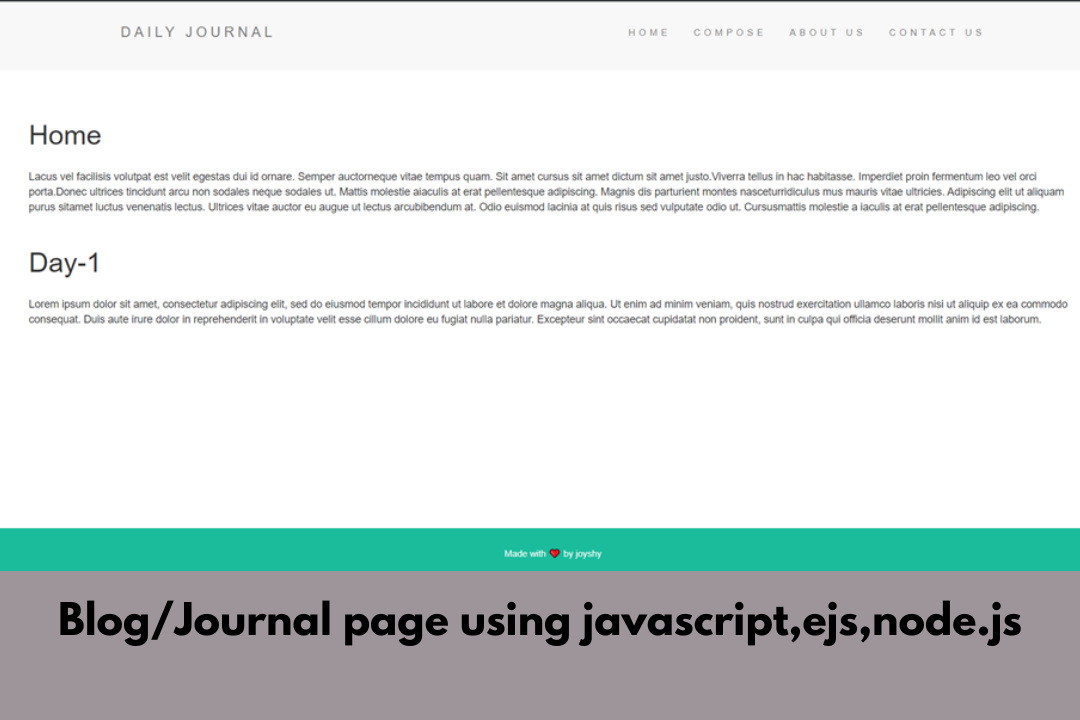 DAILY JOURNAL
HOME COMPOSE ABOUT US CONTACT US
Home
Lacus vel facilisis volutpat est velit egestas dui id ornare. Semper auctorneque vitae tempus quam. Sit amet cursus sit amet dictum sit amet justo.Viverra tellus in hac habitasse. Imperdiet proin fermentum leo vel orci
porta.Donec ultrices tincidunt arcu non sodales neque sodales ut. Mattis molestie aiaculis at erat pellentesque adipiscing. Magnis dis parturient montes nasceturridiculus mus mauris vitae ultricies. Adipiscing elit ut aliquam
purus sitamet luctus venenatis lectus. Ultrices vitae auctor eu augue ut lectus arcubibendum at. Odio euismod lacinia at quis risus sed vulputate odio ut. Cursusmattis molestie a iaculis at erat pellentesque adipiscing.
Day-1
Lorem ipsum dolor sit amet, consectetur adipiscing elit, sed do eiusmod tempor incididunt ut labore et dolore magna aliqua. Ut enim ad minim veniam, quis nostrud exercitation ullamco laboris nisi ut aliquip ex ea commodo
consequat. Duis aute irure dolor in reprehenderit in voluptate velit esse cillum dolore eu fugiat nulla pariatur. Excepteur sint occaecat cupidatat non proident, sunt in culpa qui officia deserunt mollit anim id est laborum.
Made with ❤ by joyshy
Blog/Journal page using javascript,ejs,node.js